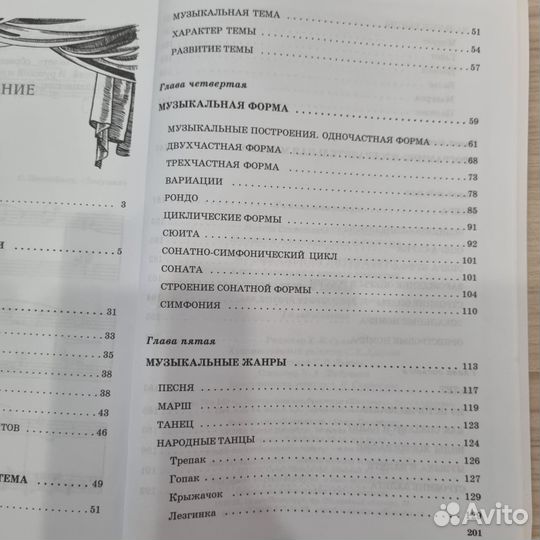 АНИЕ
3
И 5
31
33
35
38
38
43
ТОВ 46
ТЕМА 49
51
МУЗЫКАЛЬНАЯ ТЕМА 51
ХАРАКТЕР ТЕМЫ 54
РАЗВИТИЕ ТЕМЫ 57
Глава четвертая
МУЗЫКАЛЬНАЯ ФОРМА 59
МУЗЫКАЛЬНЫЕ ПОСТРОЕНИЯ. ОДНОЧАСТНАЯ ФОРМА 61
ДВУХЧАСТНАЯ ФОРМА 68
ТРЕХЧАСТНАЯ ФОРМА 73
ВАРИАЦИИ 78
РОНДО 85
ЦИКЛИЧЕСКИЕ ФОРМЫ 91
СЮИТА 92
СОНАТНО-СИМФОНИЧЕСКИЙ ЦИКЛ 101
СОНАТА 101
СТРОЕНИЕ СОНАТНОЙ ФОРМЫ 104
СИМФОНИЯ 110
Глава пятая
МУЗЫКАЛЬНЫЕ ЖАНРЫ 113
ПЕСНЯ 117
МАРШ 119
ТАНЕЦ 123
НАРОДНЫЕ ТАНЦЫ 124
Трепак 126
Гопак 127
Крыжачок 129
Лезгинка
201
Avito